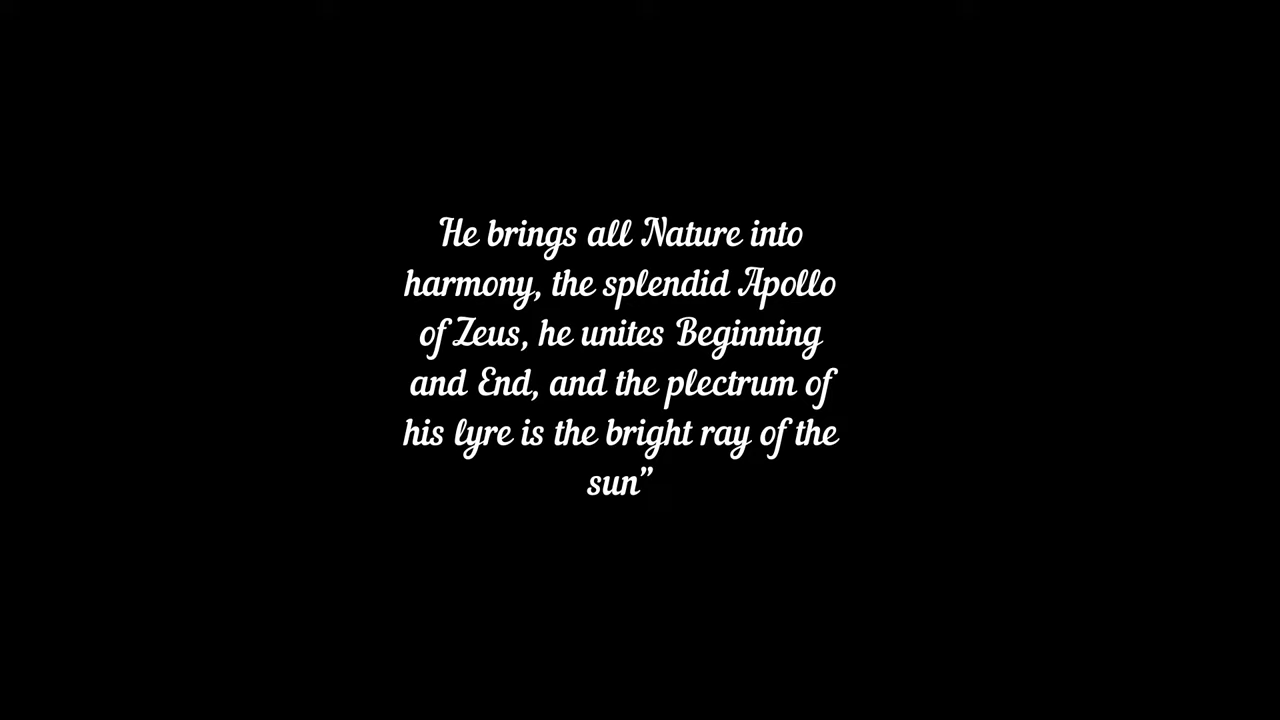 He brings all Nature into
harmony, the splendid Apollo
of Zeus, he unites Beginning
and End, and the plectrum of
his lyre is the bright ray of the
sun”